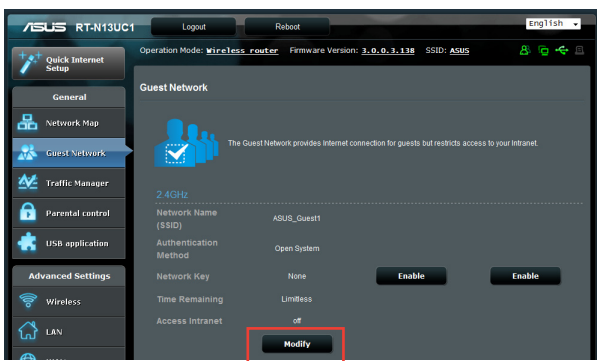 ASUS RT-N13UC1 Logout Reboot English
Operation Mode: Wireless router Firmware Version: 3.0.0.3.138 SSID: ASUS
Quick Internet
Setup
General
Network Map
Guest Network
Traffic Manager
Parental control
USB application
Advanced Settings
Wireless
LAN
Guest Network
The Guest Network provides Internet connection for guests but restricts access to your Intranet.
2.4GHz
Network Name
(SSID)
ASUS_Guest1
Authentication
Method
Open System
Network Key None Enable Enable
Time Remaining Limitless
Access Intranet off
Modify